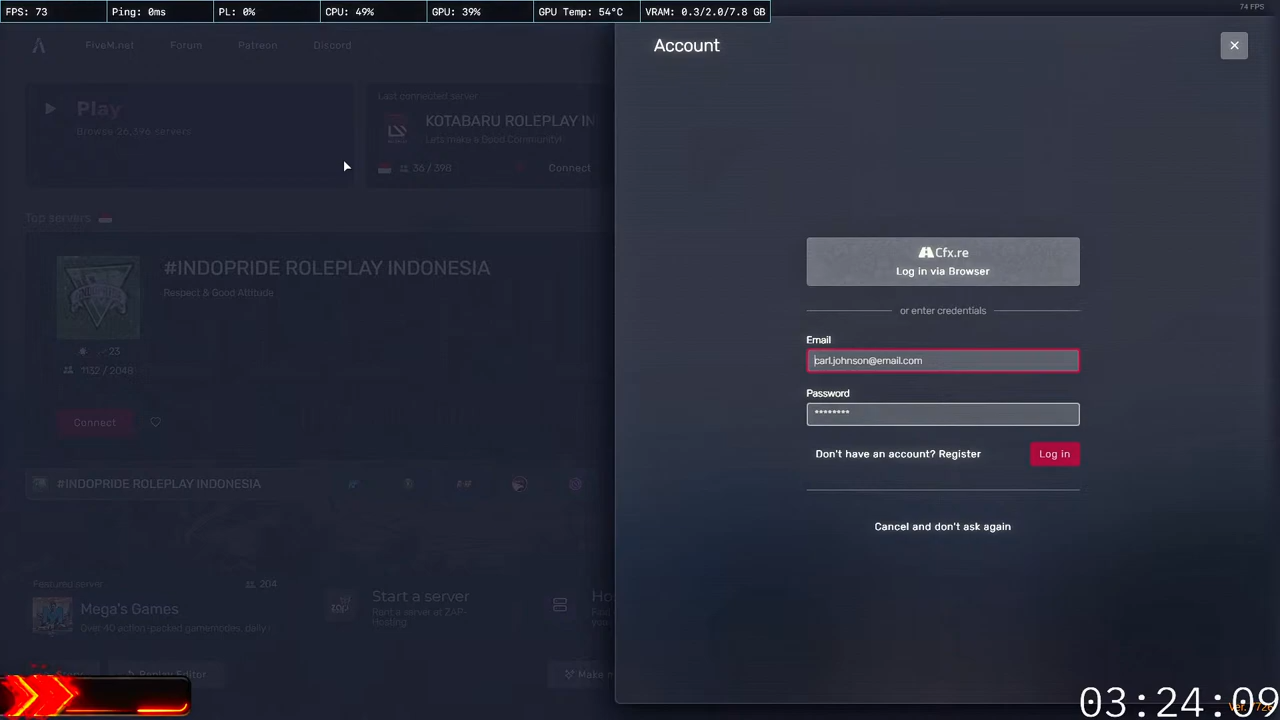 FPS: 73 Ping: 0ms PL: 0% CPU: 49% GPU: 39% GPU Temp: 54°C VRAM: 0.3/2.0/7.8 GB
74 FPS
FiveM.net Forum Patreon Discord
Account
Play
Browse 26,396 servers
Last connected server
KOTABARU ROLEPLAY IN
Lets make a Good Community!
36 / 398
Connect
Top servers
#INDOPRIDE ROLEPLAY INDONESIA
Respect & Good Attitude
23
1132 / 2048
Connect
#INDOPRIDE ROLEPLAY INDONESIA
Featured server
204
Mega's Games
Over 40 action-packed gamemodes, daily
Start a server
Rent a server at ZAP-
Hosting
Replay Editor
Make m
Cfx.re
Log in via Browser
or enter credentials
Email
carl.johnson@email.com
Password
********
Don't have an account? Register
Log in
Cancel and don't ask again
03:24:09